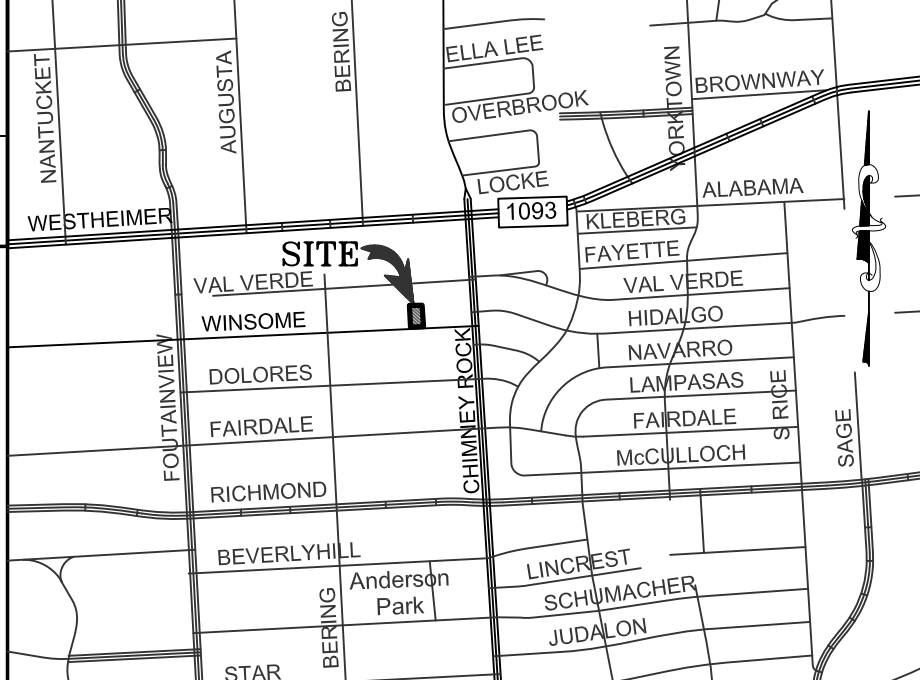 ELLA LEE
BERING
NANTUCKET
AUGUSTA
YORKTOWN
BROWNWAY
OVERBROOK
LOCKE
ALABAMA
WESTHEIMER
1093
KLEBERG
SITE
FAYETTE
VAL VERDE
VAL VERDE
WINSOME
HIDALGO
NAVARRO
DOLORES
LAMPASAS
FOUTAINVIEW
CHIMNEY ROCK
S RICE
SAGE
FAIRDALE
FAIRDALE
McCULLOCH
RICHMOND
BEVERLYHILL
LINCREST
Anderson
Park
SCHUMACHER
BERING
JUDALON
STAR